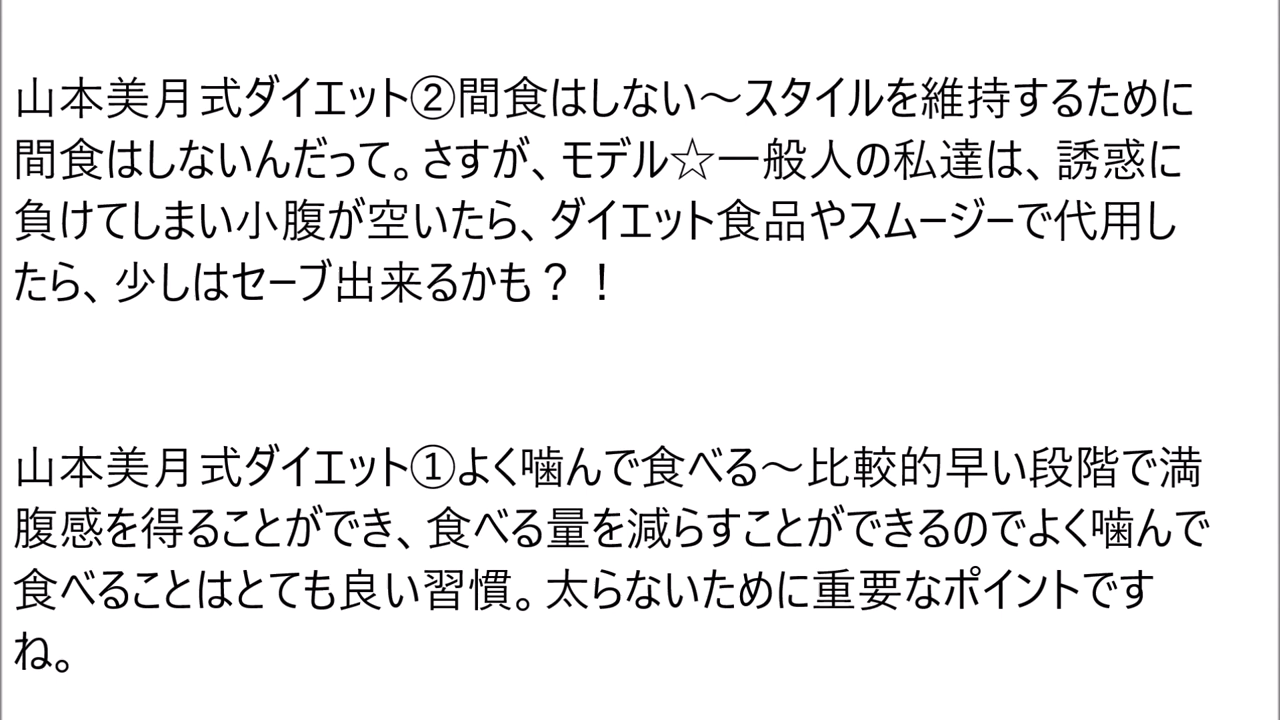 山本美月式ダイエット②間食はしない～スタイルを維持するために
間食はしないんだって。さすが、モデル☆一般人の私達は、誘惑に
負けてしまい小腹が空いたら、ダイエット食品やスムージーで代用し
たら、少しはセーブ出来るかも？！
山本美月式ダイエット①よく噛んで食べる～比較的早い段階で満
腹感を得ることができ、食べる量を減らすことができるのでよく噛んで
食べることはとても良い習慣。太らないために重要なポイントです
ね。